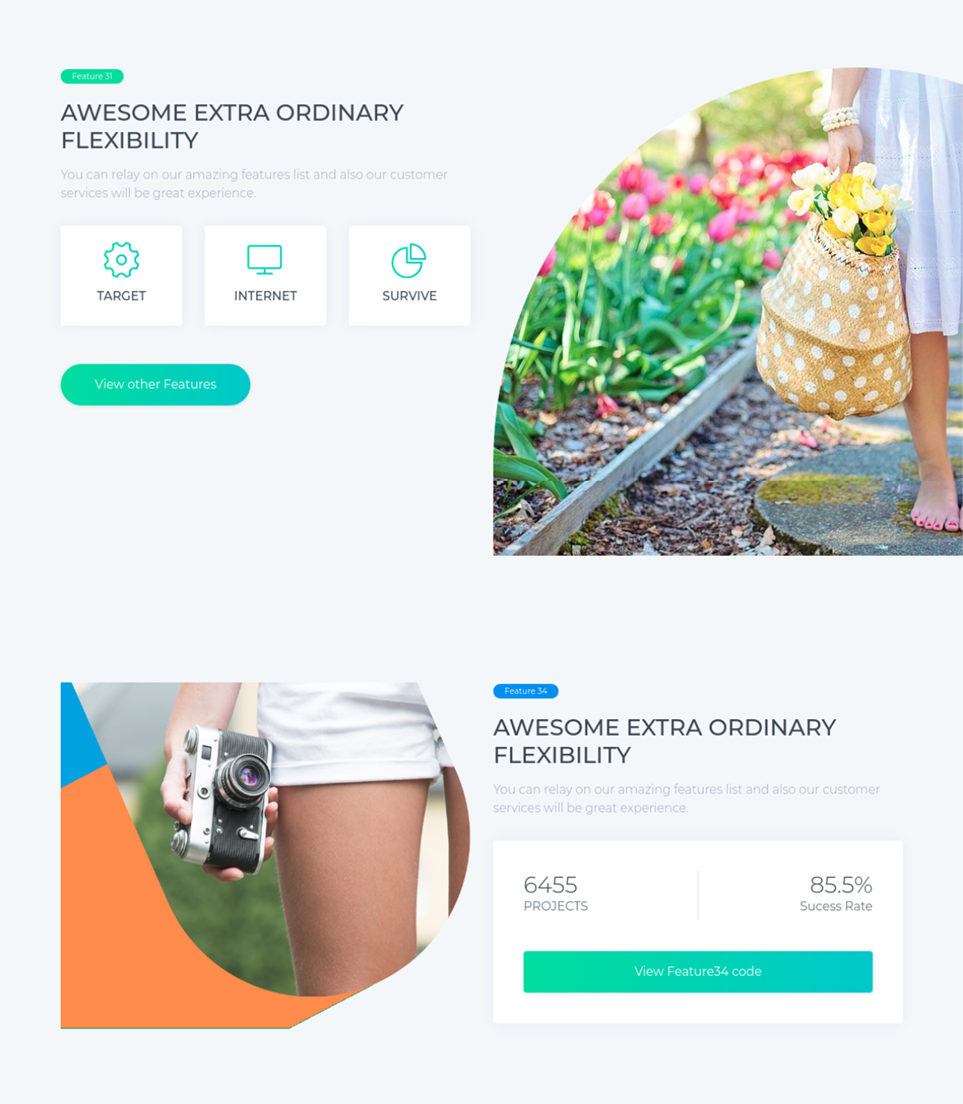 Feature 31
AWESOME EXTRA ORDINARY
FLEXIBILITY
You can relay on our amazing features list and also our customer
services will be great experience.
TARGET
INTERNET
SURVIVE
View other Features
Feature 34
AWESOME EXTRA ORDINARY
FLEXIBILITY
You can relay on our amazing features list and also our customer
services will be great experience.
6455
PROJECTS
85.5%
Sucess Rate
View Feature34 code